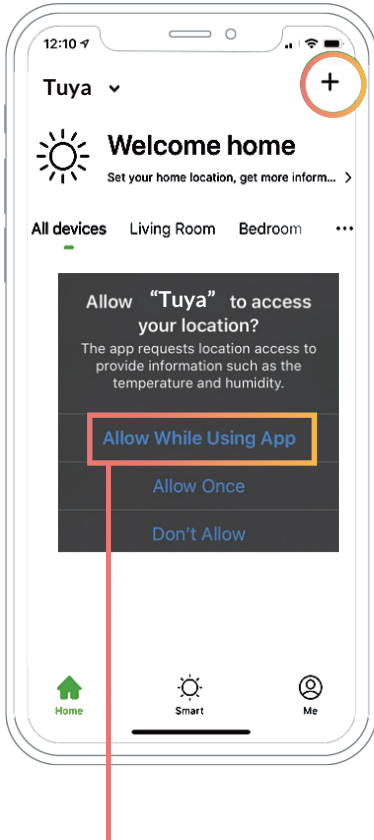 12:10
Tuya
+
Welcome home
Set your home location, get more inform... >
All devices Living Room Bedroom ...
Allow “Tuya” to access
your location?
The app requests location access to
provide information such as the
temperature and humidity.
Allow While Using App
Allow Once
Don't Allow
Home Smart Me